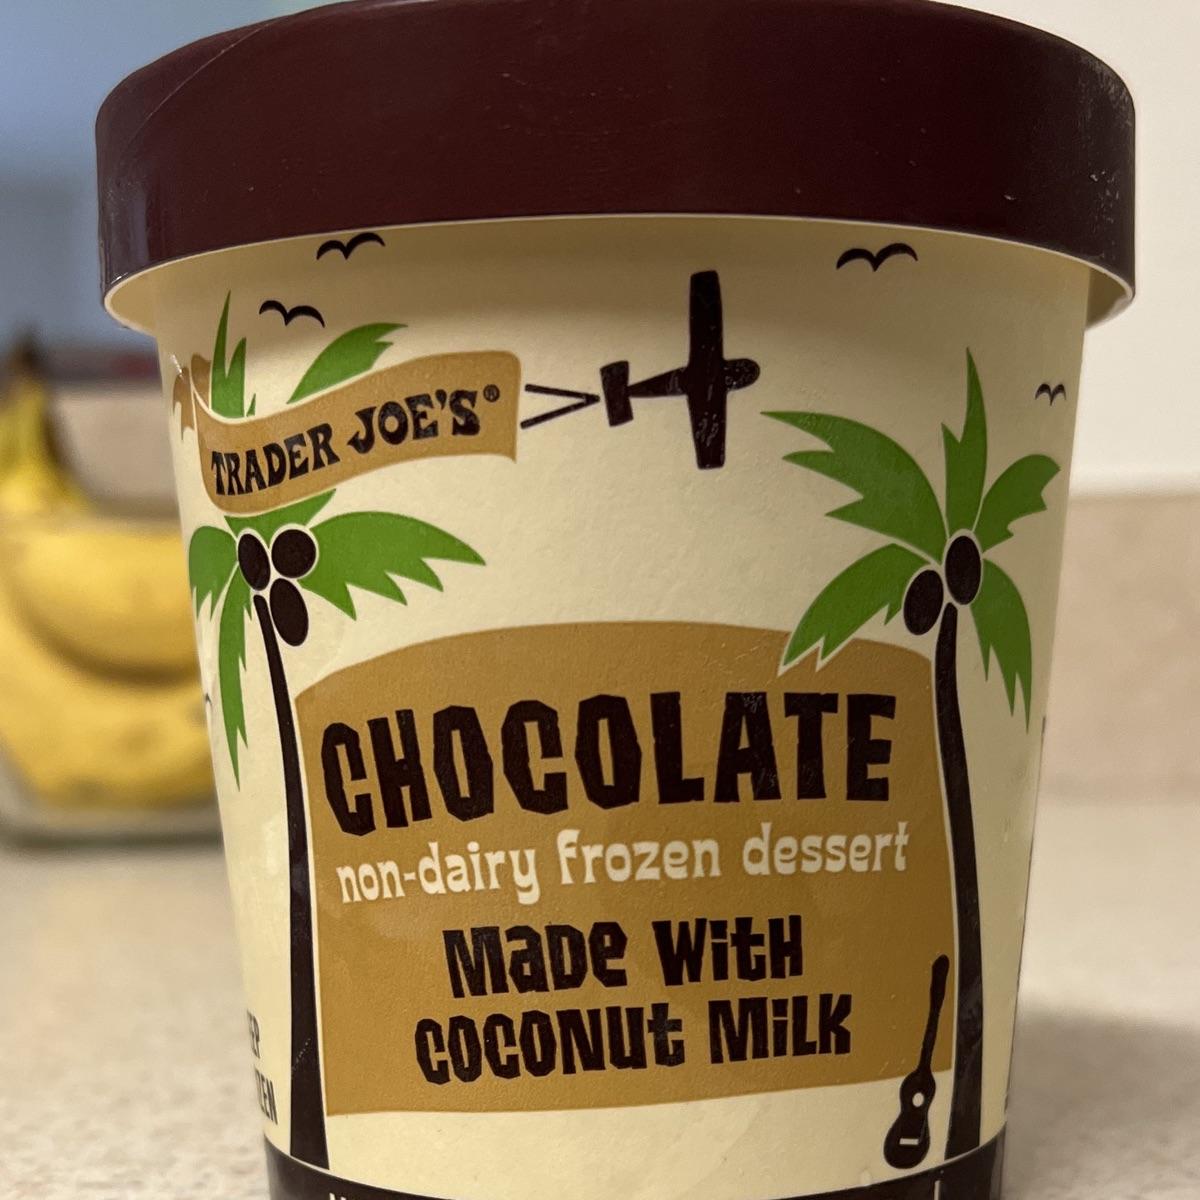 TRADER JOE'S®
CHOCOLATE
non-dairy frozen dessert
Made With
Coconut Milk